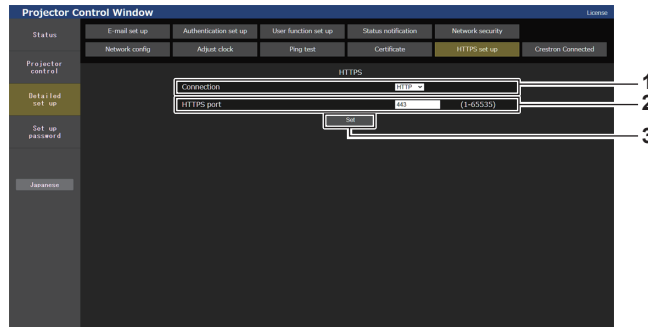 Projector Control Window
License
Status
E-mail set up
Authentication set up
User function set up
Status notification
Network security
Network config
Adjust clock
Ping test
Certificate
HTTPS set up
Crestron Connected
Projector
control
Detailed
set up
Set up
password
Japanese
HTTPS
Connection HTTP 1
HTTPS port 443 (1-65535) 2
Set 3